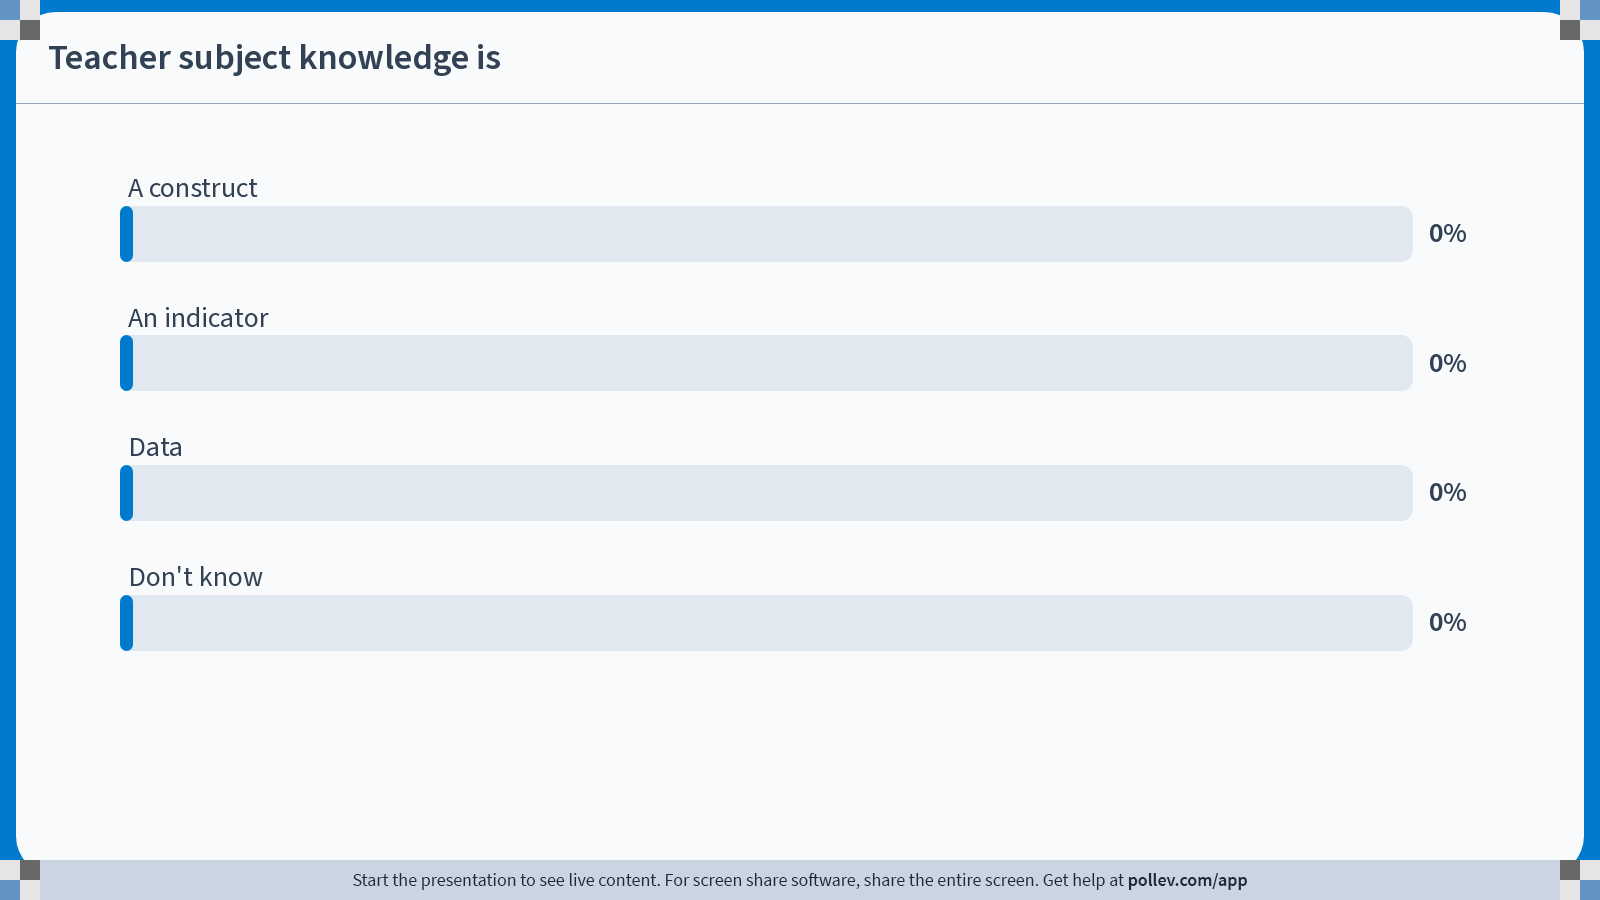 Teacher subject knowledge is
A construct
0%
An indicator
0%
Data
0%
Don't know
0%
Start the presentation to see live content. For screen share software, share the entire screen. Get help at pollev.com/app